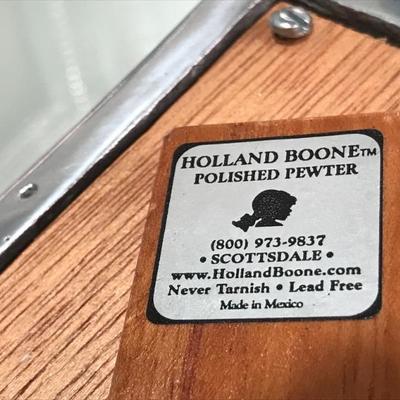 HOLLAND BOONE™
POLISHED PEWTER
(800) 973-9837
• SCOTTSDALE •
www.HollandBoone.com
Never Tarnish • Lead Free
Made in Mexico